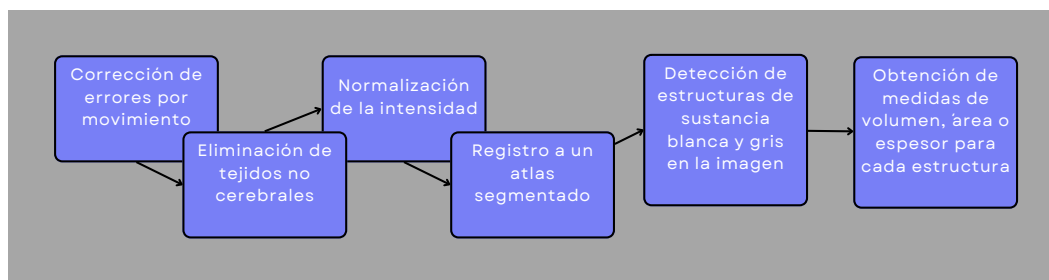 Corrección de
errores por
movimiento
Eliminación de
tejidos no
cerebrales
Normalización
de la intensidad
Registro a un
atlas
segmentado
Detección de
estructuras de
sustancia
blanca y gris
en la imagen
Obtención de
medidas de
volumen, área o
espesor para
cada estructura